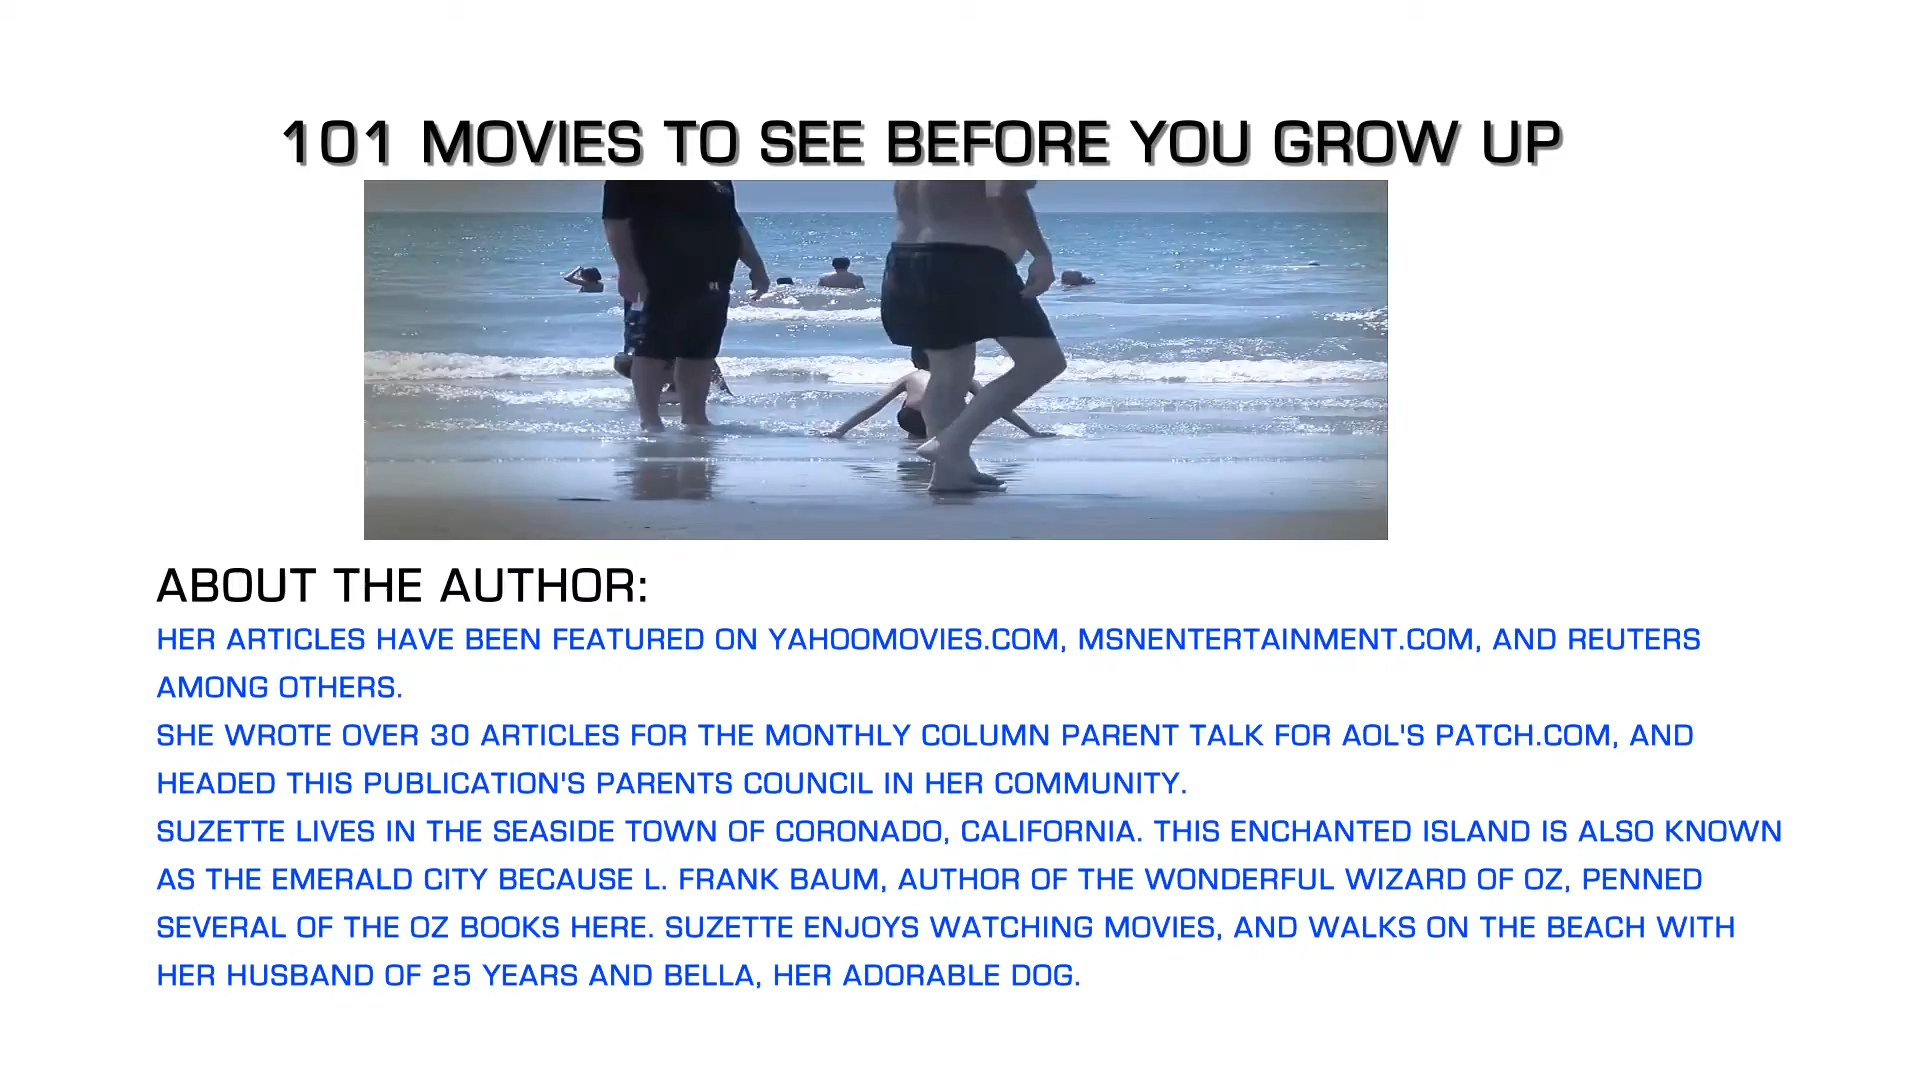 101 MOVIES TO SEE BEFORE YOU GROW UP
ABOUT THE AUTHOR:
HER ARTICLES HAVE BEEN FEATURED ON YAHOOMOVIES.COM, MSNENTERTAINMENT.COM, AND REUTERS
AMONG OTHERS.
SHE WROTE OVER 30 ARTICLES FOR THE MONTHLY COLUMN PARENT TALK FOR AOL'S PATCH.COM, AND
HEADED THIS PUBLICATION'S PARENTS COUNCIL IN HER COMMUNITY.
SUZETTE LIVES IN THE SEASIDE TOWN OF CORONADO, CALIFORNIA. THIS ENCHANTED ISLAND IS ALSO KNOWN
AS THE EMERALD CITY BECAUSE L. FRANK BAUM, AUTHOR OF THE WONDERFUL WIZARD OF OZ, PENNED
SEVERAL OF THE OZ BOOKS HERE. SUZETTE ENJOYS WATCHING MOVIES, AND WALKS ON THE BEACH WITH
HER HUSBAND OF 25 YEARS AND BELLA, HER ADORABLE DOG.